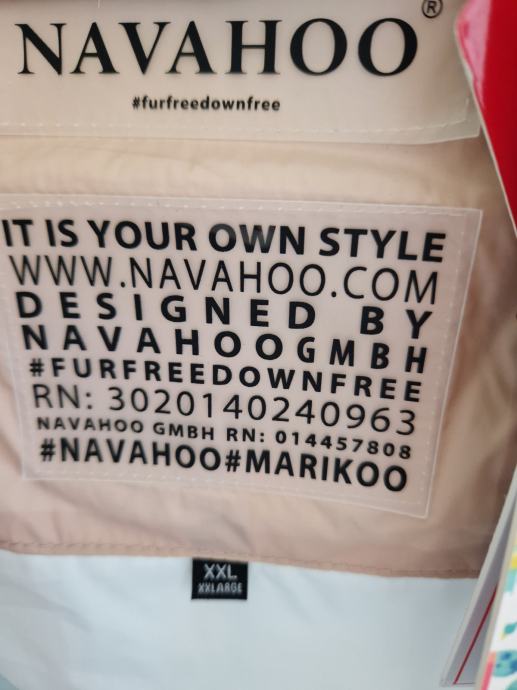 NAVAHOO®
#furfreedownfree
IT IS YOUR OWN STYLE
WWW.NAVAHOO.COM
DESIGNED BY
NAVAHOOGMBH
#FURFREEDOWNFREE
RN: 3020140240963
NAVAHOO GMBH RN: 014457808
#NAVAHOO#MARIKOO
XXL
XXLARGE